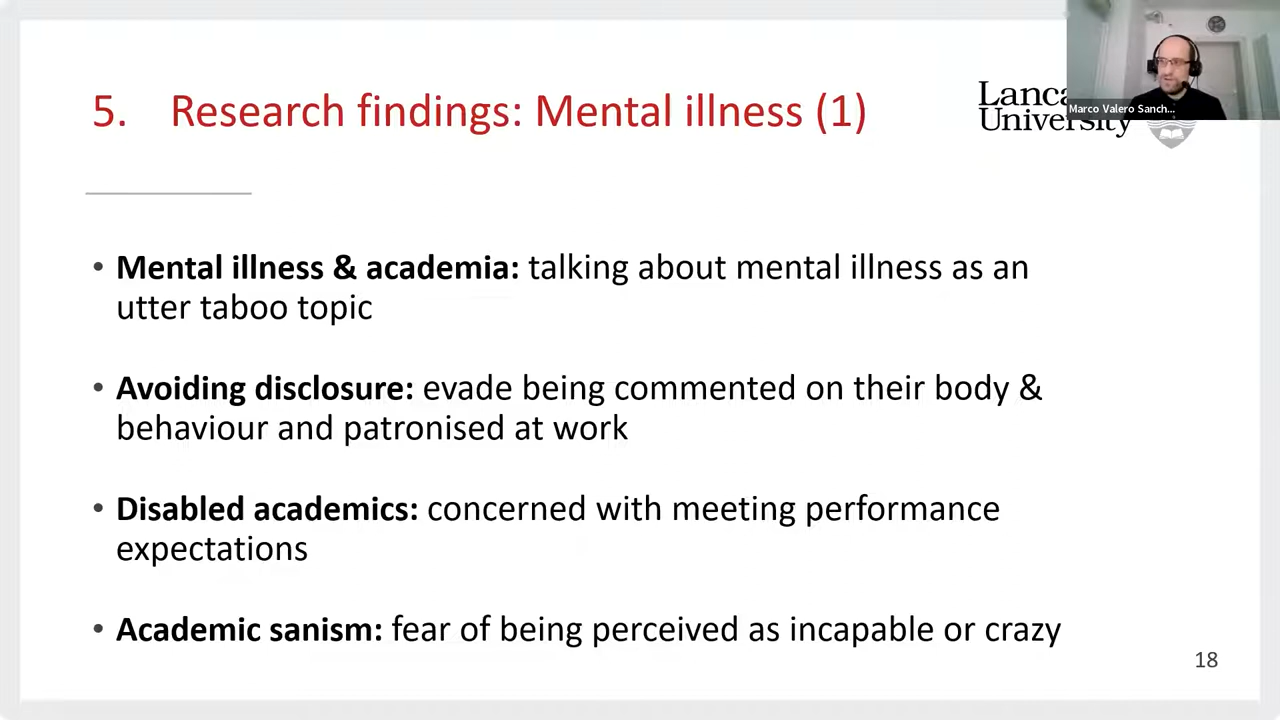 5. Research findings: Mental illness (1)
Lanca
University
Marco Valero Sanch...
• Mental illness & academia: talking about mental illness as an
utter taboo topic
• Avoiding disclosure: evade being commented on their body &
behaviour and patronised at work
• Disabled academics: concerned with meeting performance
expectations
• Academic sanism: fear of being perceived as incapable or crazy
18